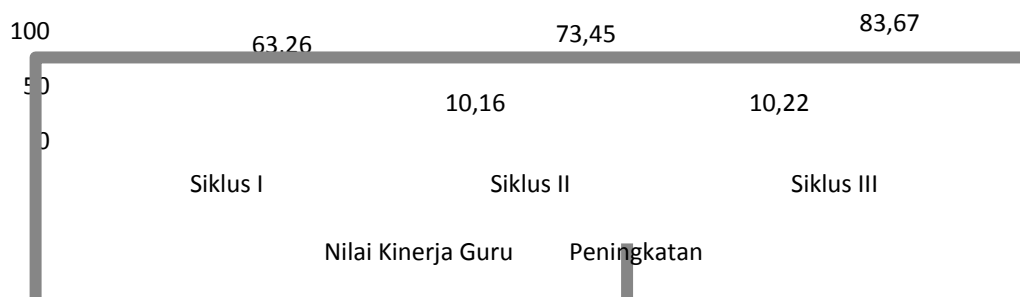 100 63,26 73,45 83,67
50 10,16 10,22
0
Siklus I Siklus II Siklus III
Nilai Kinerja Guru Peningkatan